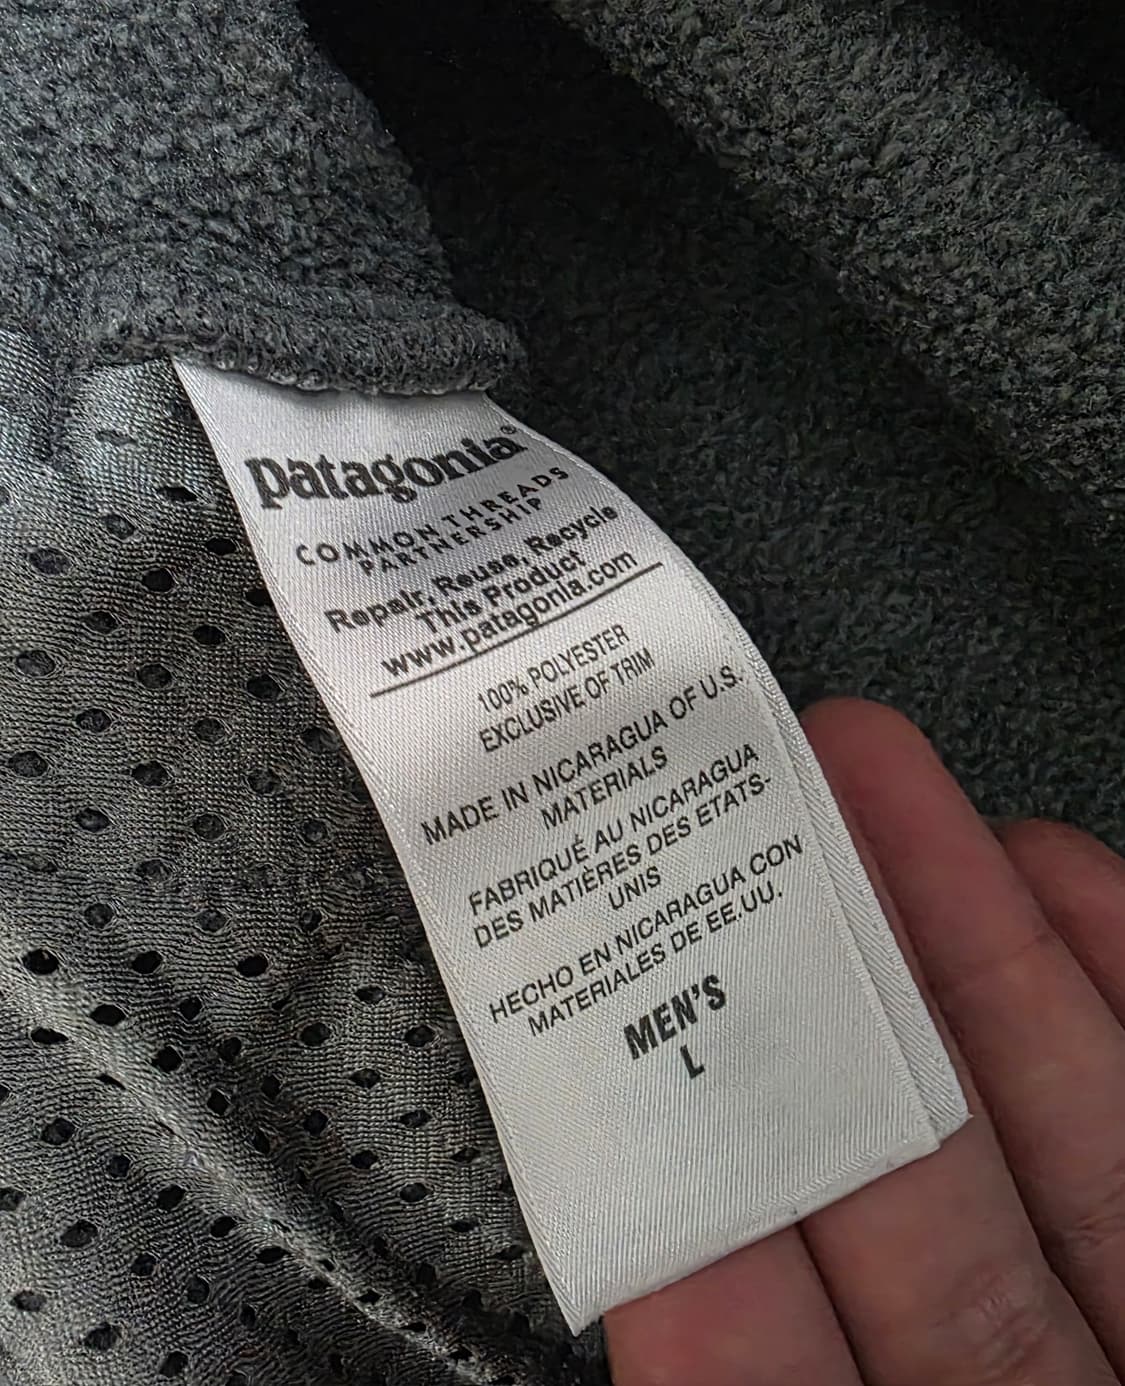 patagonia®
COMMON THREADS
PARTNERSHIP
Repair, Reuse, Recycle
This Product
www.patagonia.com
100% POLYESTER
EXCLUSIVE OF TRIM
MADE IN NICARAGUA OF U.S.
MATERIALS
FABRIQUÉ AU NICARAGUA
DES MATIÈRES DES ETATS-
UNIS
HECHO EN NICARAGUA CON
MATERIALES DE EE.UU.
MEN'S
L